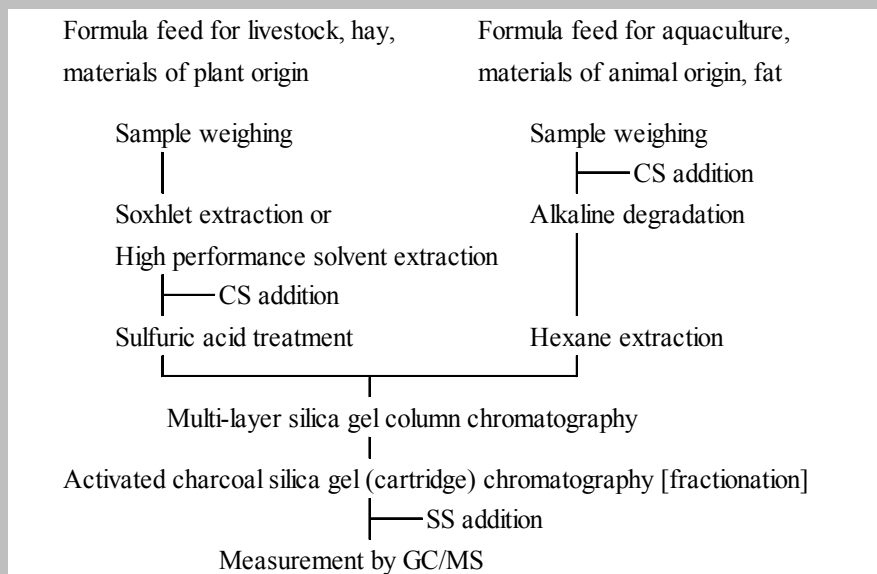 Formula feed for livestock, hay,
materials of plant origin
Formula feed for aquaculture,
materials of animal origin, fat
Sample weighing
Soxhlet extraction or
High performance solvent extraction
CS addition
Sulfuric acid treatment
Sample weighing
CS addition
Alkaline degradation
Hexane extraction
Multi-layer silica gel column chromatography
Activated charcoal silica gel (cartridge) chromatography [fractionation]
SS addition
Measurement by GC/MS